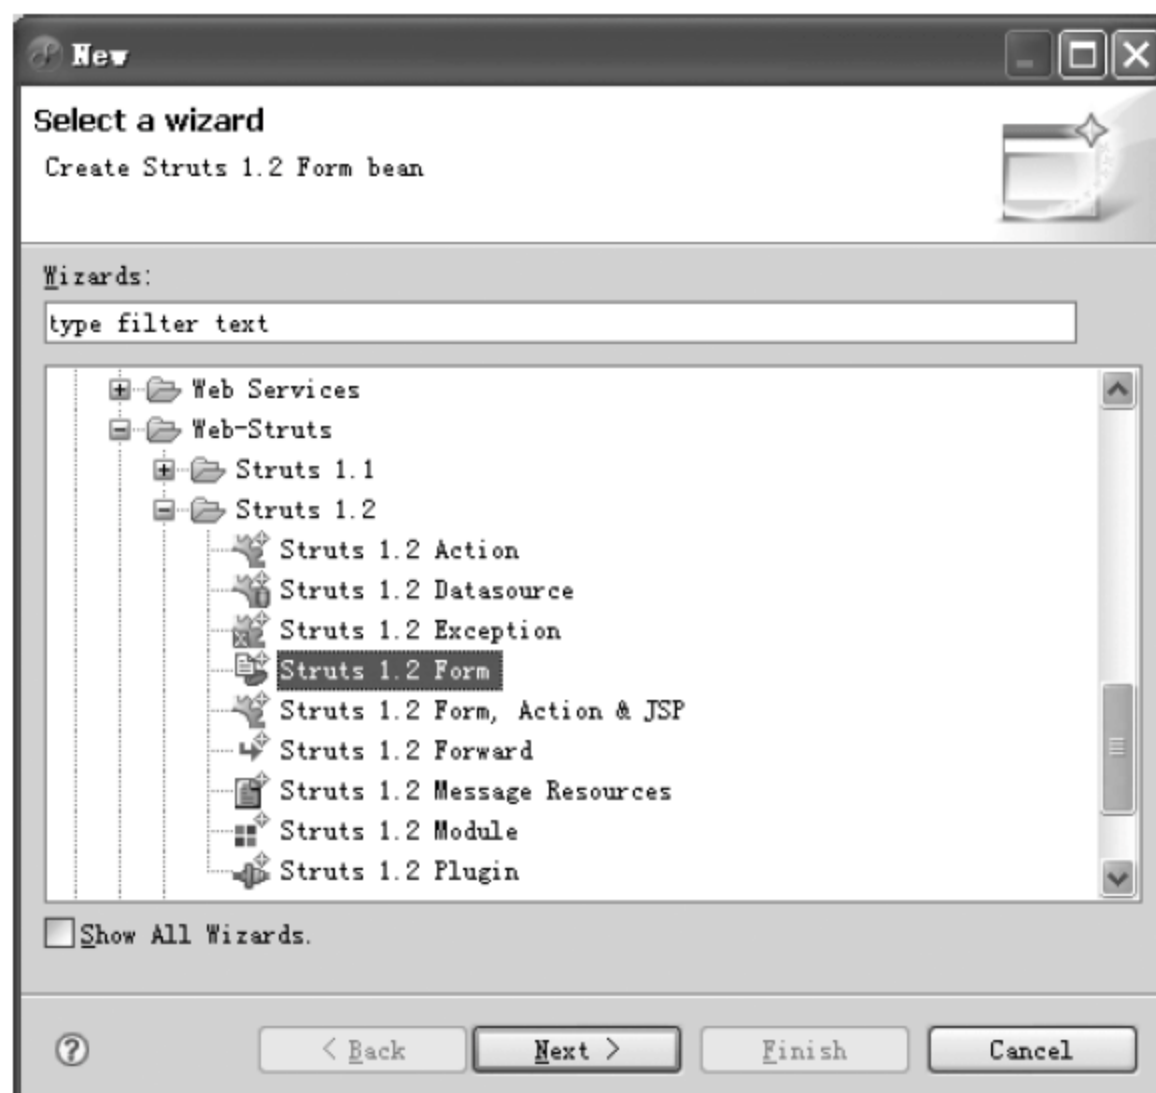 New
Select a wizard
Create Struts 1.2 Form bean
Wizards:
type filter text
Web Services
Web-Struts
Struts 1.1
Struts 1.2
Struts 1.2 Action
Struts 1.2 Datasource
Struts 1.2 Exception
Struts 1.2 Form
Struts 1.2 Form, Action & JSP
Struts 1.2 Forward
Struts 1.2 Message Resources
Struts 1.2 Module
Struts 1.2 Plugin
Show All Wizards.
? < Back Next > Finish Cancel